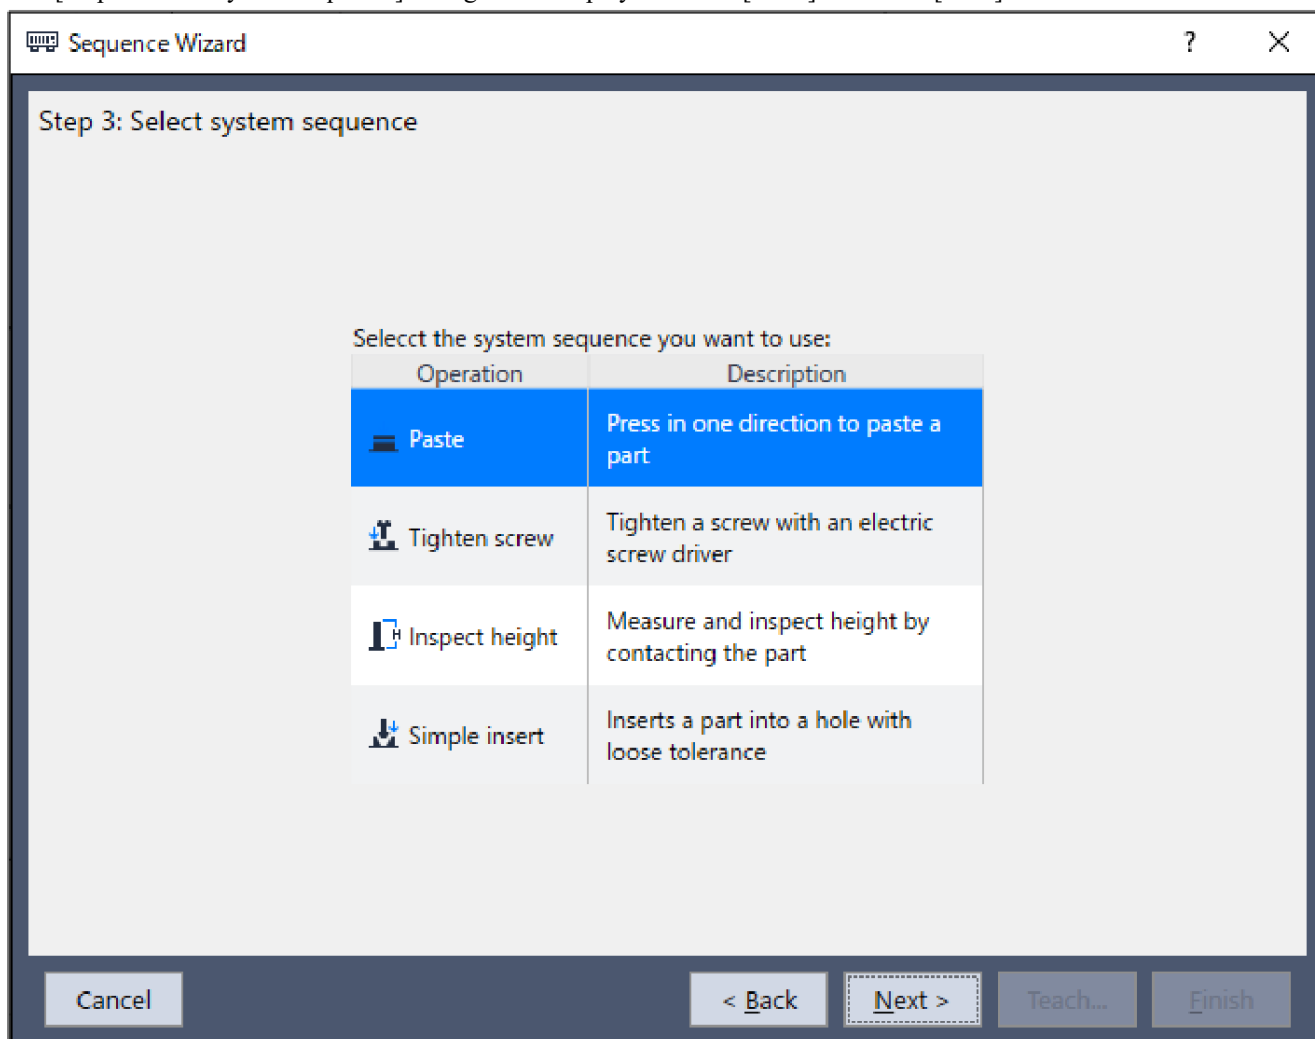 Sequence Wizard
?
Step 3: Select system sequence
Selecct the system sequence you want to use:
Operation Description
Paste Press in one direction to paste a
part
Tighten screw Tighten a screw with an electric
screw driver
Inspect height Measure and inspect height by
contacting the part
Simple insert Inserts a part into a hole with
loose tolerance
Cancel < Back Next > Teach... Finish